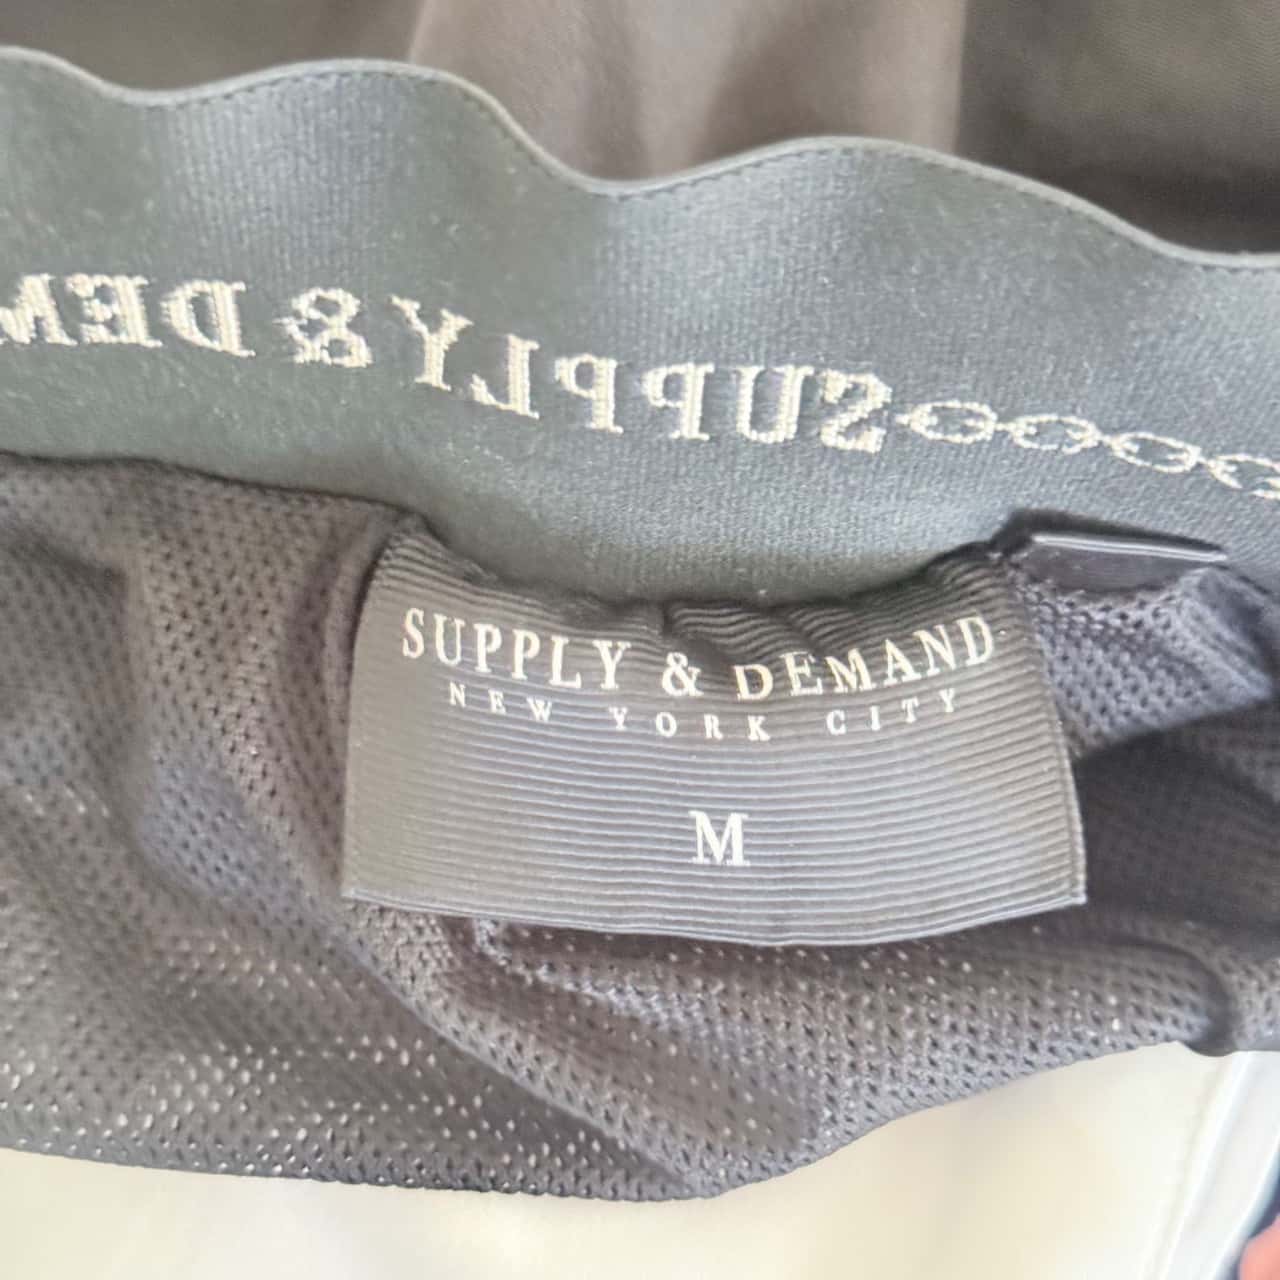 SUPPLY & DEM
SUPPLY & DEMAND
NEW YORK CITY
M